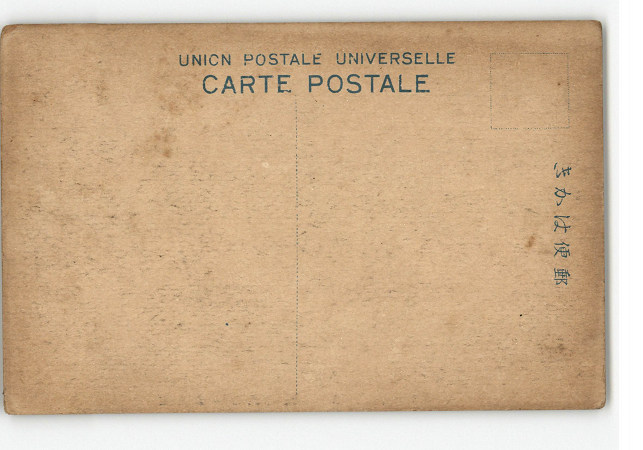 UNICN POSTALE UNIVERSELLE
CARTE POSTALE
きかは便郵